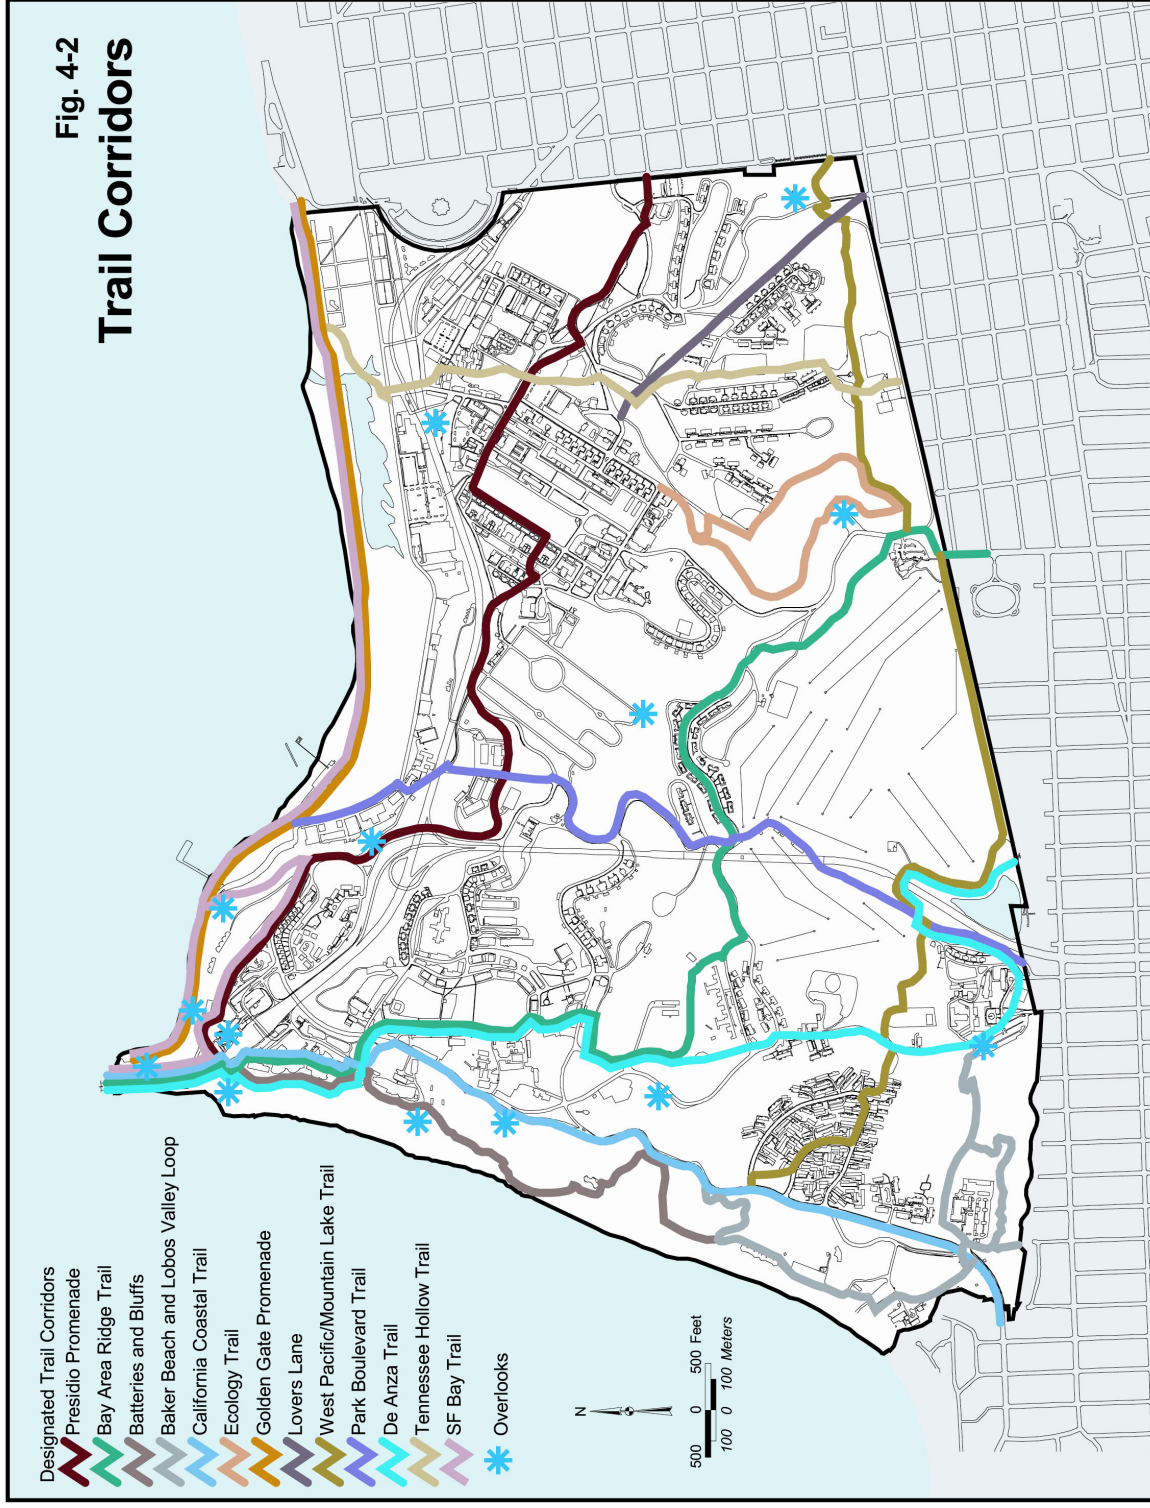 Fig. 4-2
Trail Corridors
Designated Trail Corridors
Presidio Promenade
Bay Area Ridge Trail
Batteries and Bluffs
Baker Beach and Lobos Valley Loop
California Coastal Trail
Ecology Trail
Golden Gate Promenade
Lovers Lane
West Pacific/Mountain Lake Trail
Park Boulevard Trail
De Anza Trail
Tennessee Hollow Trail
SF Bay Trail
Overlooks
N
500 0 500 Feet
100 0 100 Meters